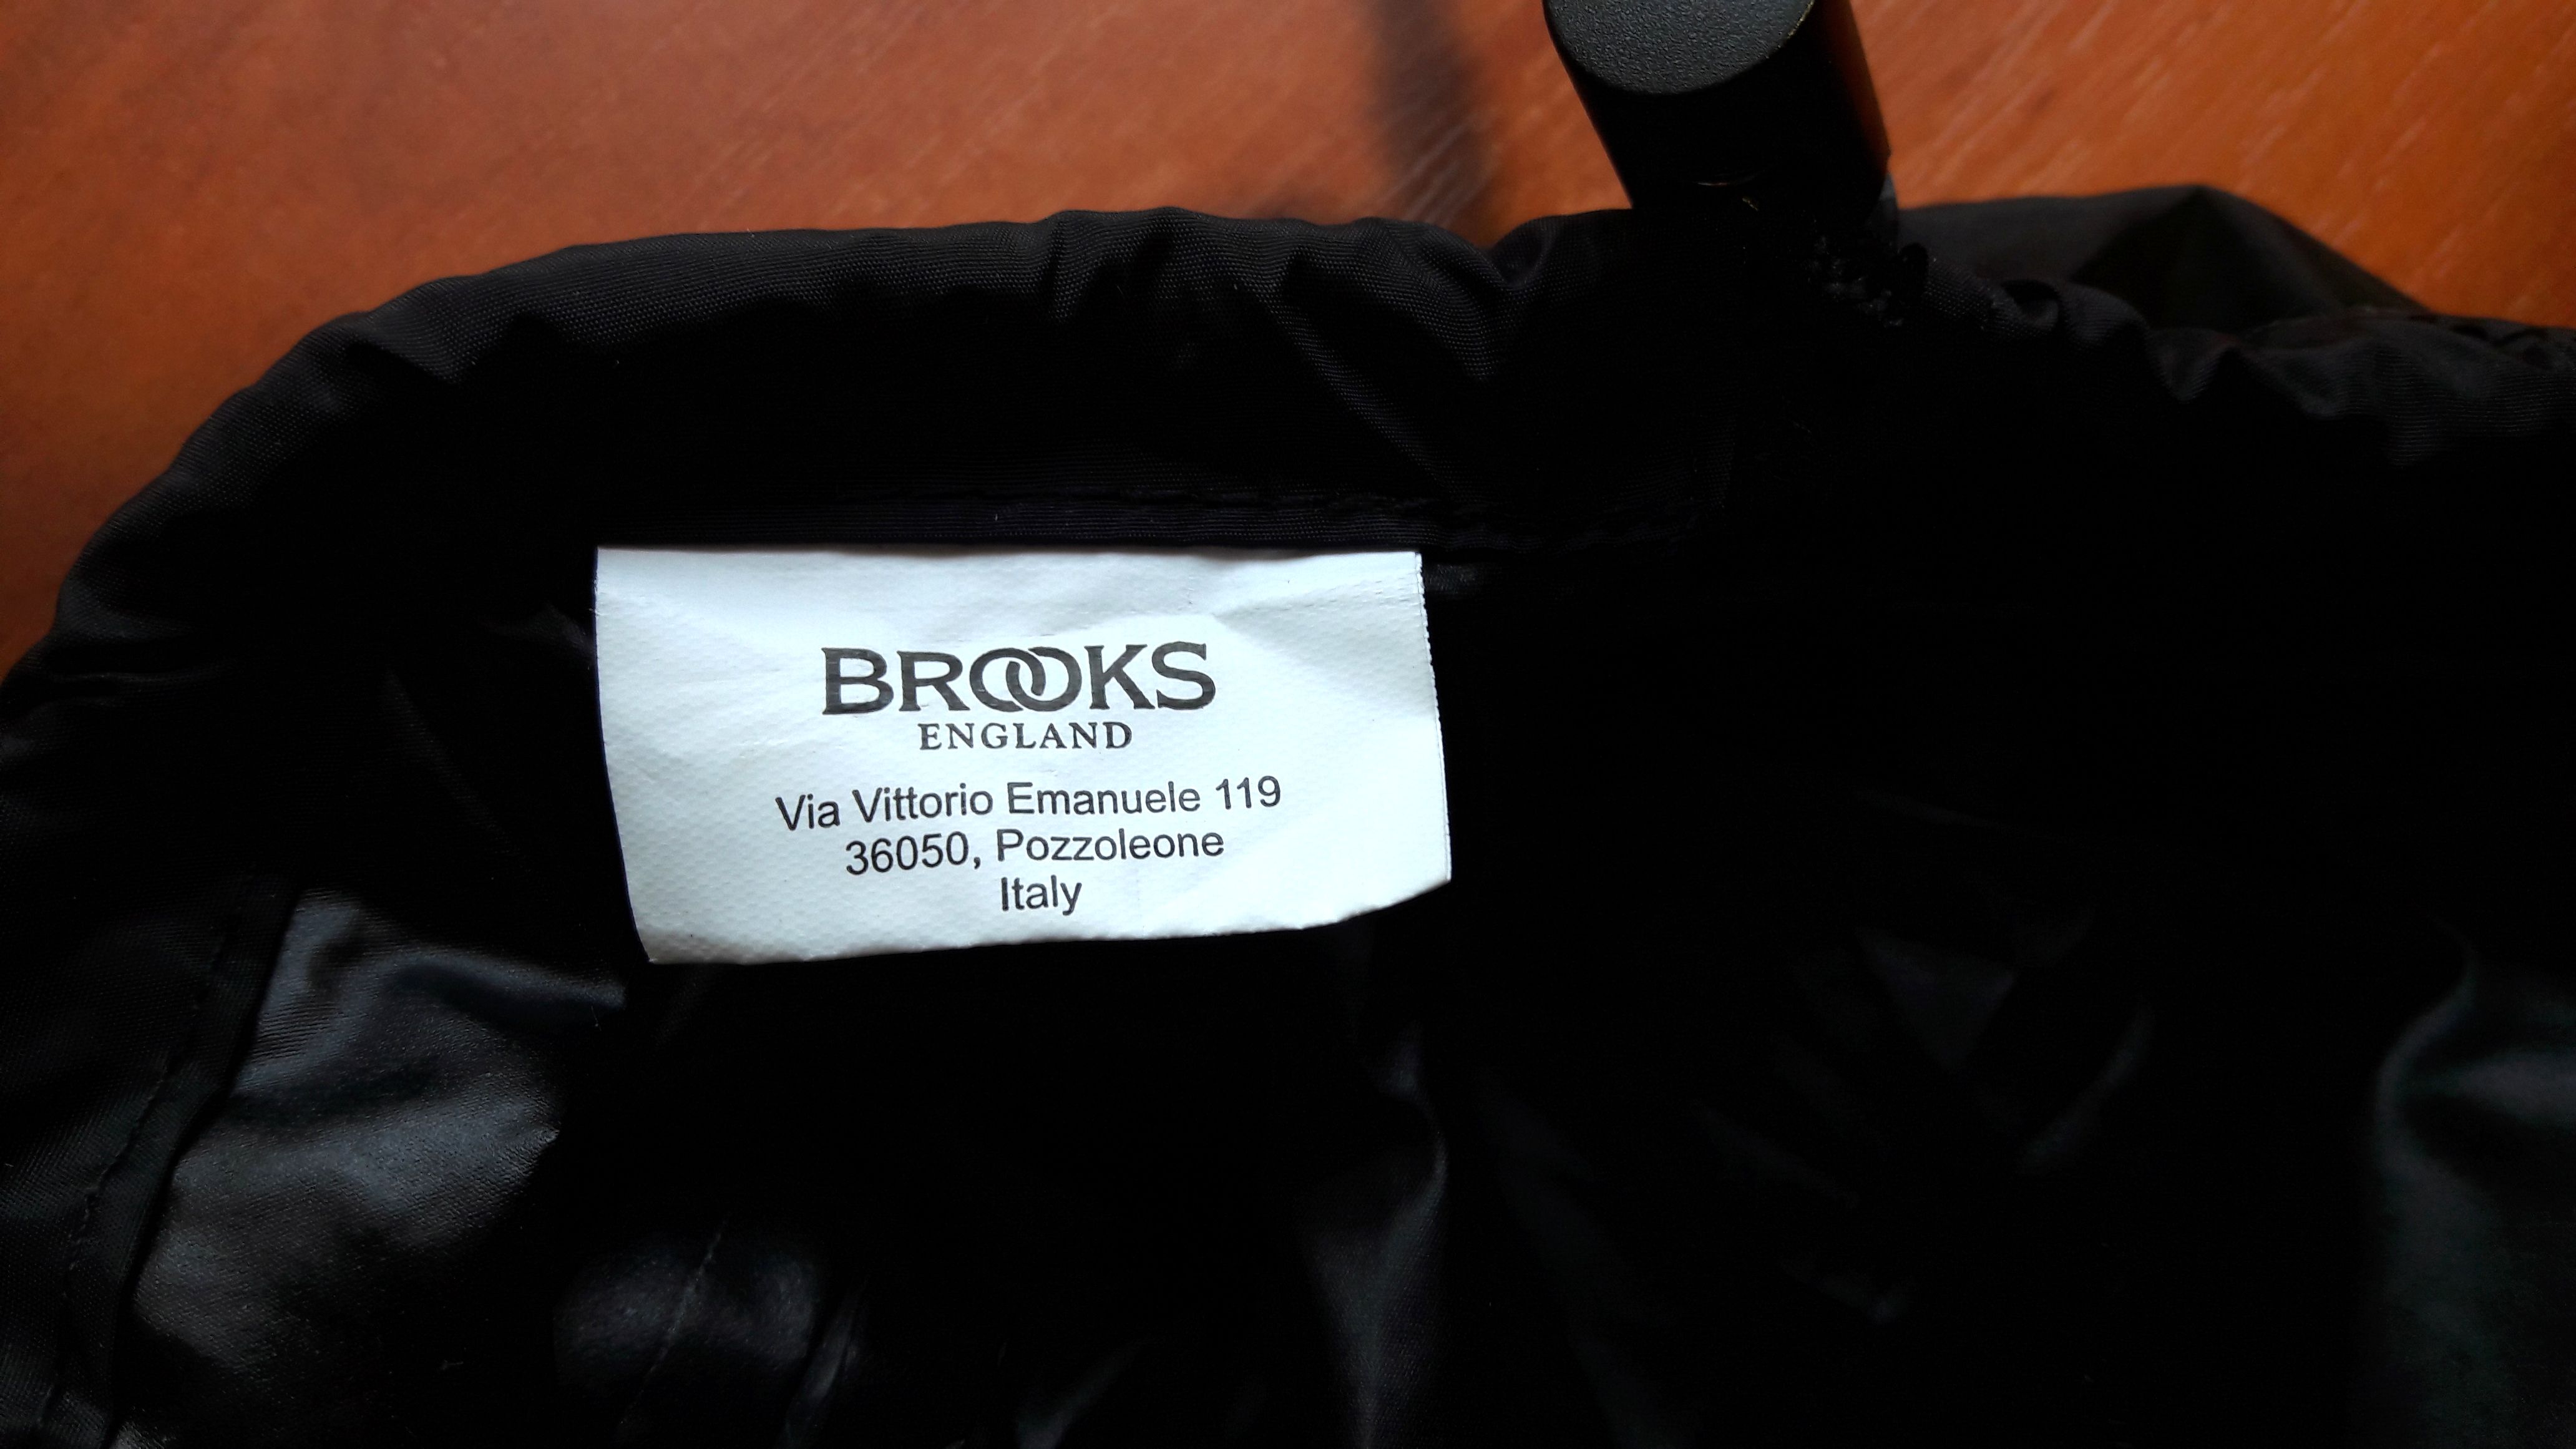 BROOKS
ENGLAND
Via Vittorio Emanuele 119
36050, Pozzoleone
Italy